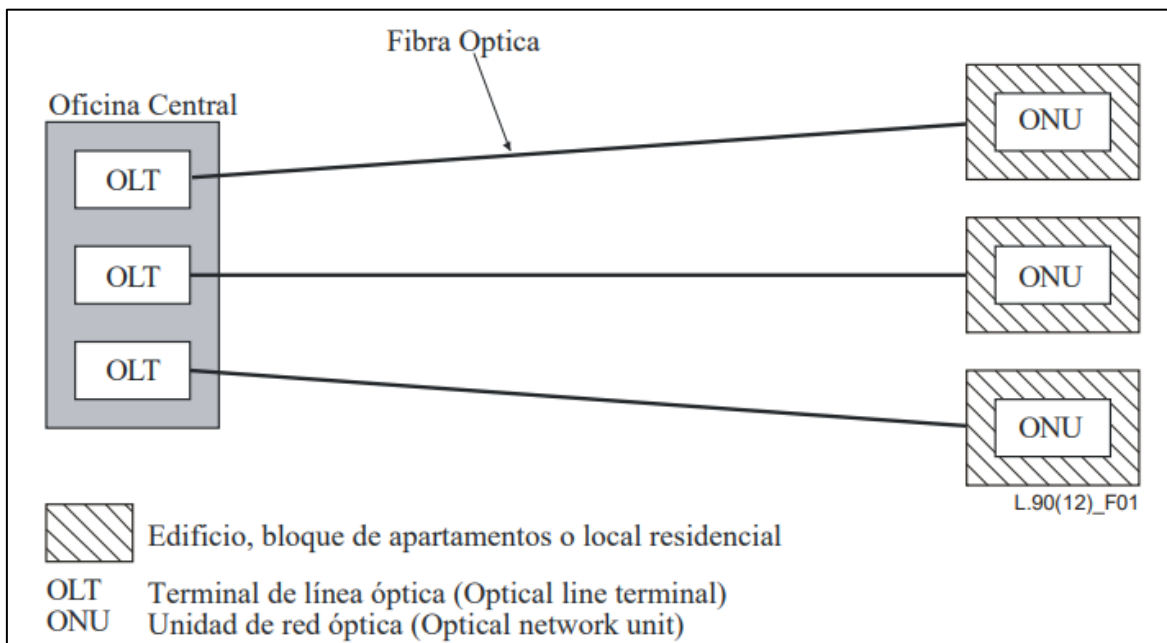 Fibra Optica
Oficina Central
OLT
ONU
OLT
ONU
OLT
ONU
L.90(12)_F01
Edificio, bloque de apartamentos o local residencial
OLT Terminal de línea óptica (Optical line terminal)
ONU Unidad de red óptica (Optical network unit)